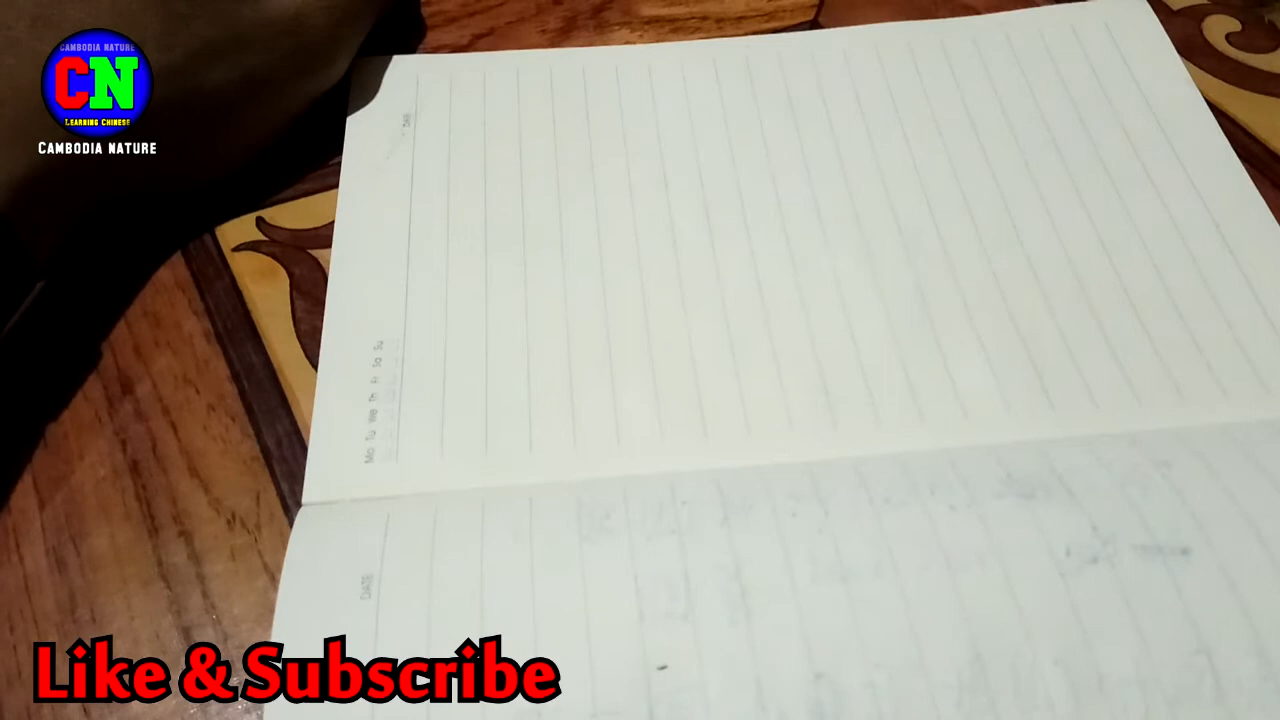 CAMBODIA NATURE
CN
LEARNING CHINESE
CAMBODIA NATURE
Mo Tu We Th Fr Sa Su
DATE
Like & Subscribe